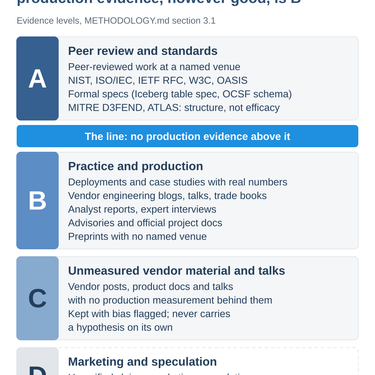 production evidence, however good, is B
Evidence levels, METHODOLOGY.md section 3.1
A
Peer review and standards
Peer-reviewed work at a named venue
NIST, ISO/IEC, IETF RFC, W3C, OASIS
Formal specs (Iceberg table spec, OCSF schema)
MITRE D3FEND, ATLAS: structure, not efficacy
The line: no production evidence above it
B
Practice and production
Deployments and case studies with real numbers
Vendor engineering blogs, talks, trade books
Analyst reports, expert interviews
Advisories and official project docs
Preprints with no named venue
C
Unmeasured vendor material and talks
Vendor posts, product docs and talks
with no production measurement behind them
Kept with bias flagged; never carries
a hypothesis on its own
D
Marketing and speculation